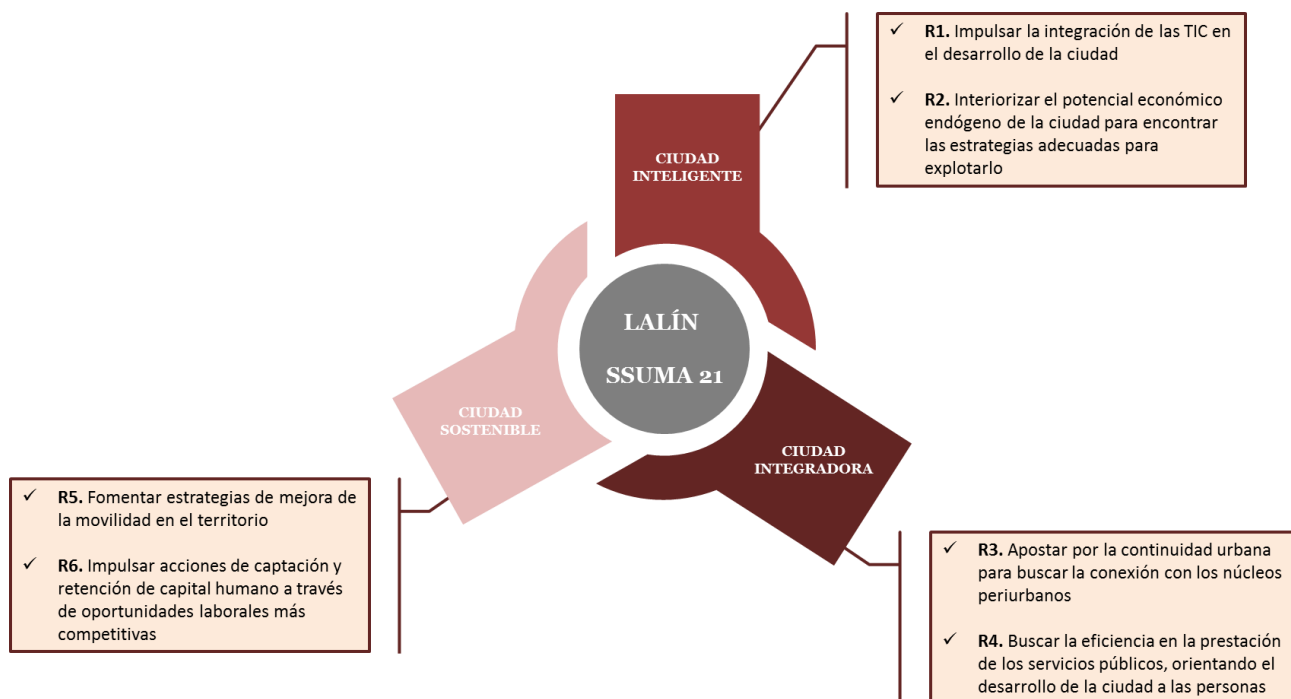 ✓ R1. Impulsar la integración de las TIC en
el desarrollo de la ciudad
✓ R2. Interiorizar el potencial económico
endógeno de la ciudad para encontrar
las estrategias adecuadas para
explotarlo
CIUDAD
INTELIGENTE
LALÍN
SSUMA 21
CIUDAD
SOSTENIBLE
CIUDAD
INTEGRADORA
✓ R5. Fomentar estrategias de mejora de
la movilidad en el territorio
✓ R6. Impulsar acciones de captación y
retención de capital humano a través
de oportunidades laborales más
competitivas
✓ R3. Apostar por la continuidad urbana
para buscar la conexión con los núcleos
periurbanos
✓ R4. Buscar la eficiencia en la prestación
de los servicios públicos, orientando el
desarrollo de la ciudad a las personas